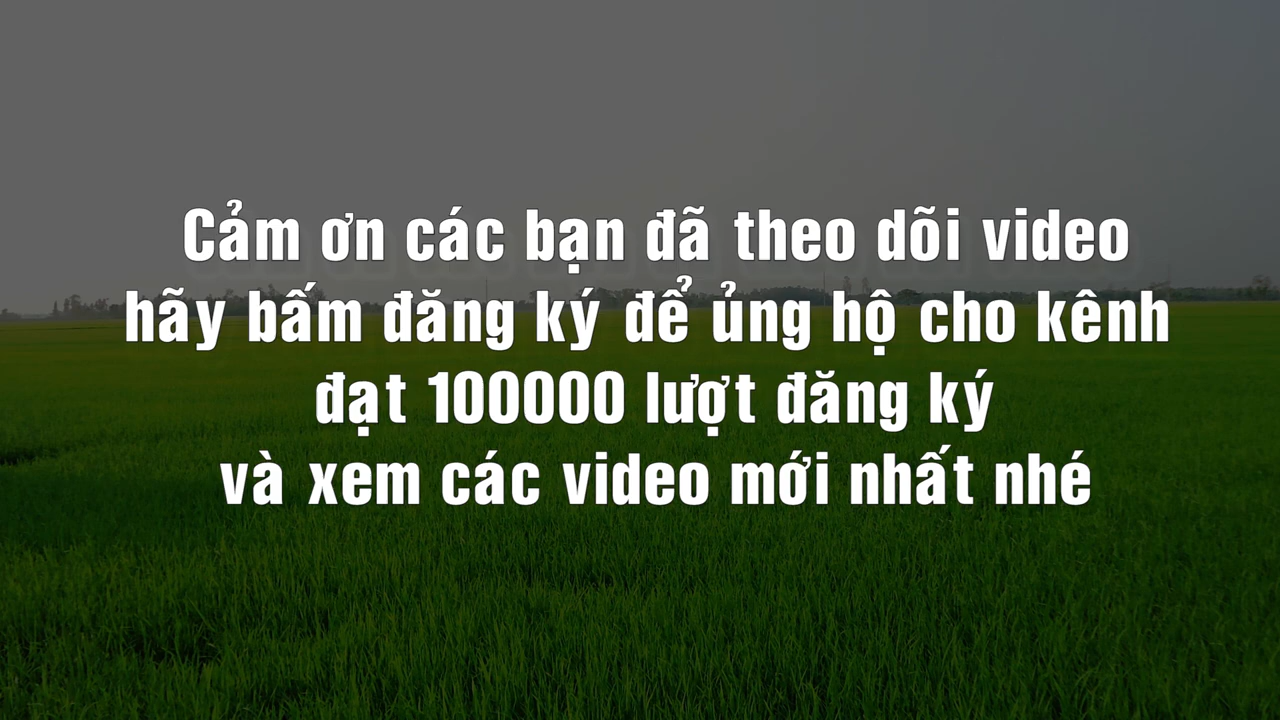 Cảm ơn các bạn đã theo dõi video
hãy bấm đăng ký để ủng hộ cho kênh
đạt 100000 lượt đăng ký
và xem các video mới nhất nhé